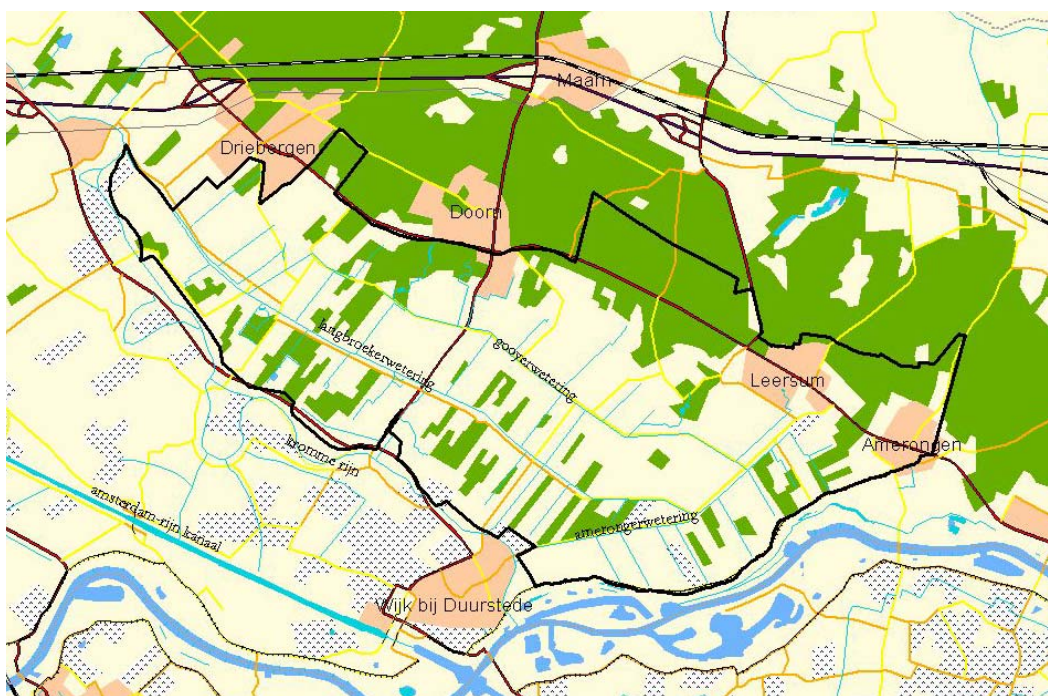 Maarn
Driebergen
Doorn
langbroekerwetering
gooyerwetering
Leersum
kromme rijn
Amerongen
amsterdam-rijn kanaal
amerongerwetering
Wijk bij Duurstede